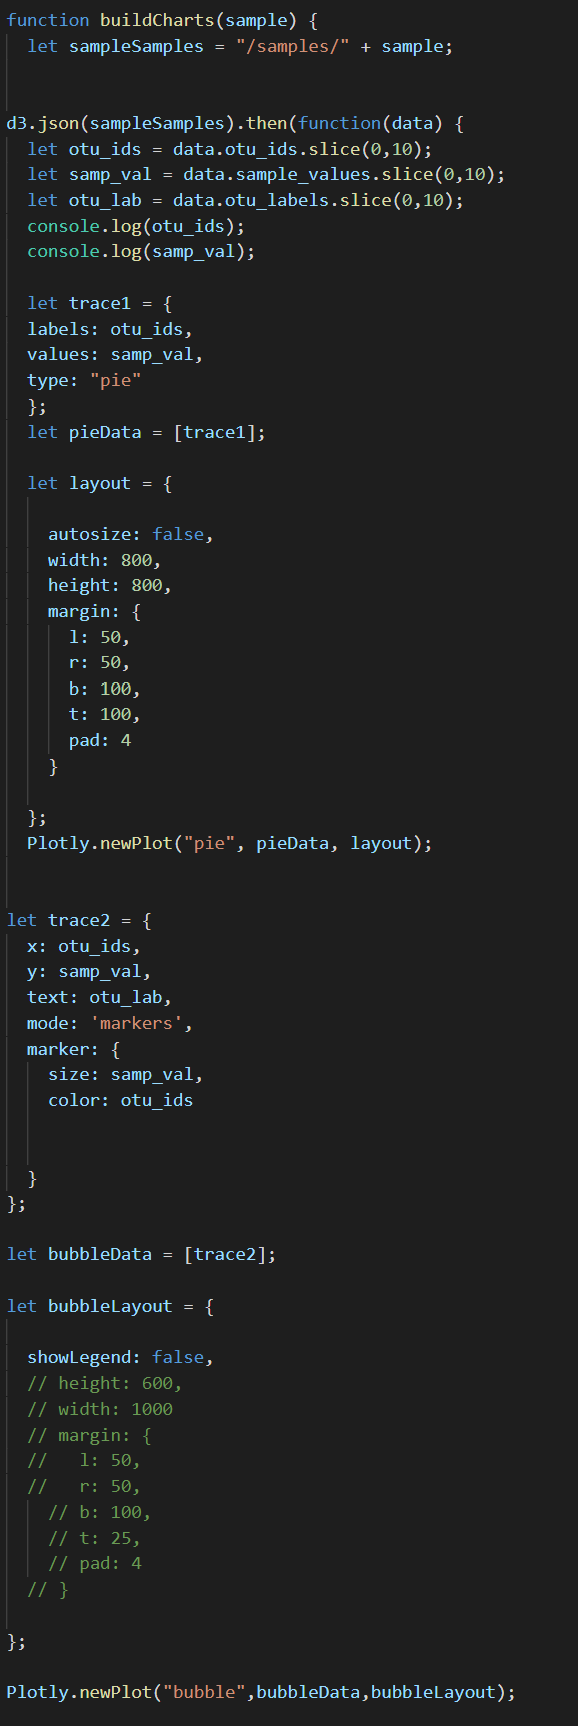 function buildCharts(sample) {
  let sampleSamples = "/samples/" + sample;
d3.json(sampleSamples).then(function(data) {
  let otu_ids = data.otu_ids.slice(0,10);
  let samp_val = data.sample_values.slice(0,10);
  let otu_lab = data.otu_labels.slice(0,10);
  console.log(otu_ids);
  console.log(samp_val);
  let trace1 = {
  labels: otu_ids,
  values: samp_val,
  type: "pie"
  };
  let pieData = [trace1];
  let layout = {
    autosize: false,
    width: 800,
    height: 800,
    margin: {
      l: 50,
      r: 50,
      b: 100,
      t: 100,
      pad: 4
    }
  };
  Plotly.newPlot("pie", pieData, layout);
let trace2 = {
  x: otu_ids,
  y: samp_val,
  text: otu_lab,
  mode: 'markers',
  marker: {
    size: samp_val,
    color: otu_ids
  }
};
let bubbleData = [trace2];
let bubbleLayout = {
  showLegend: false,
  // height: 600,
  // width: 1000
  // margin: {
  //   l: 50,
  //   r: 50,
    // b: 100,
    // t: 25,
    // pad: 4
  // }
};
Plotly.newPlot("bubble",bubbleData,bubbleLayout);